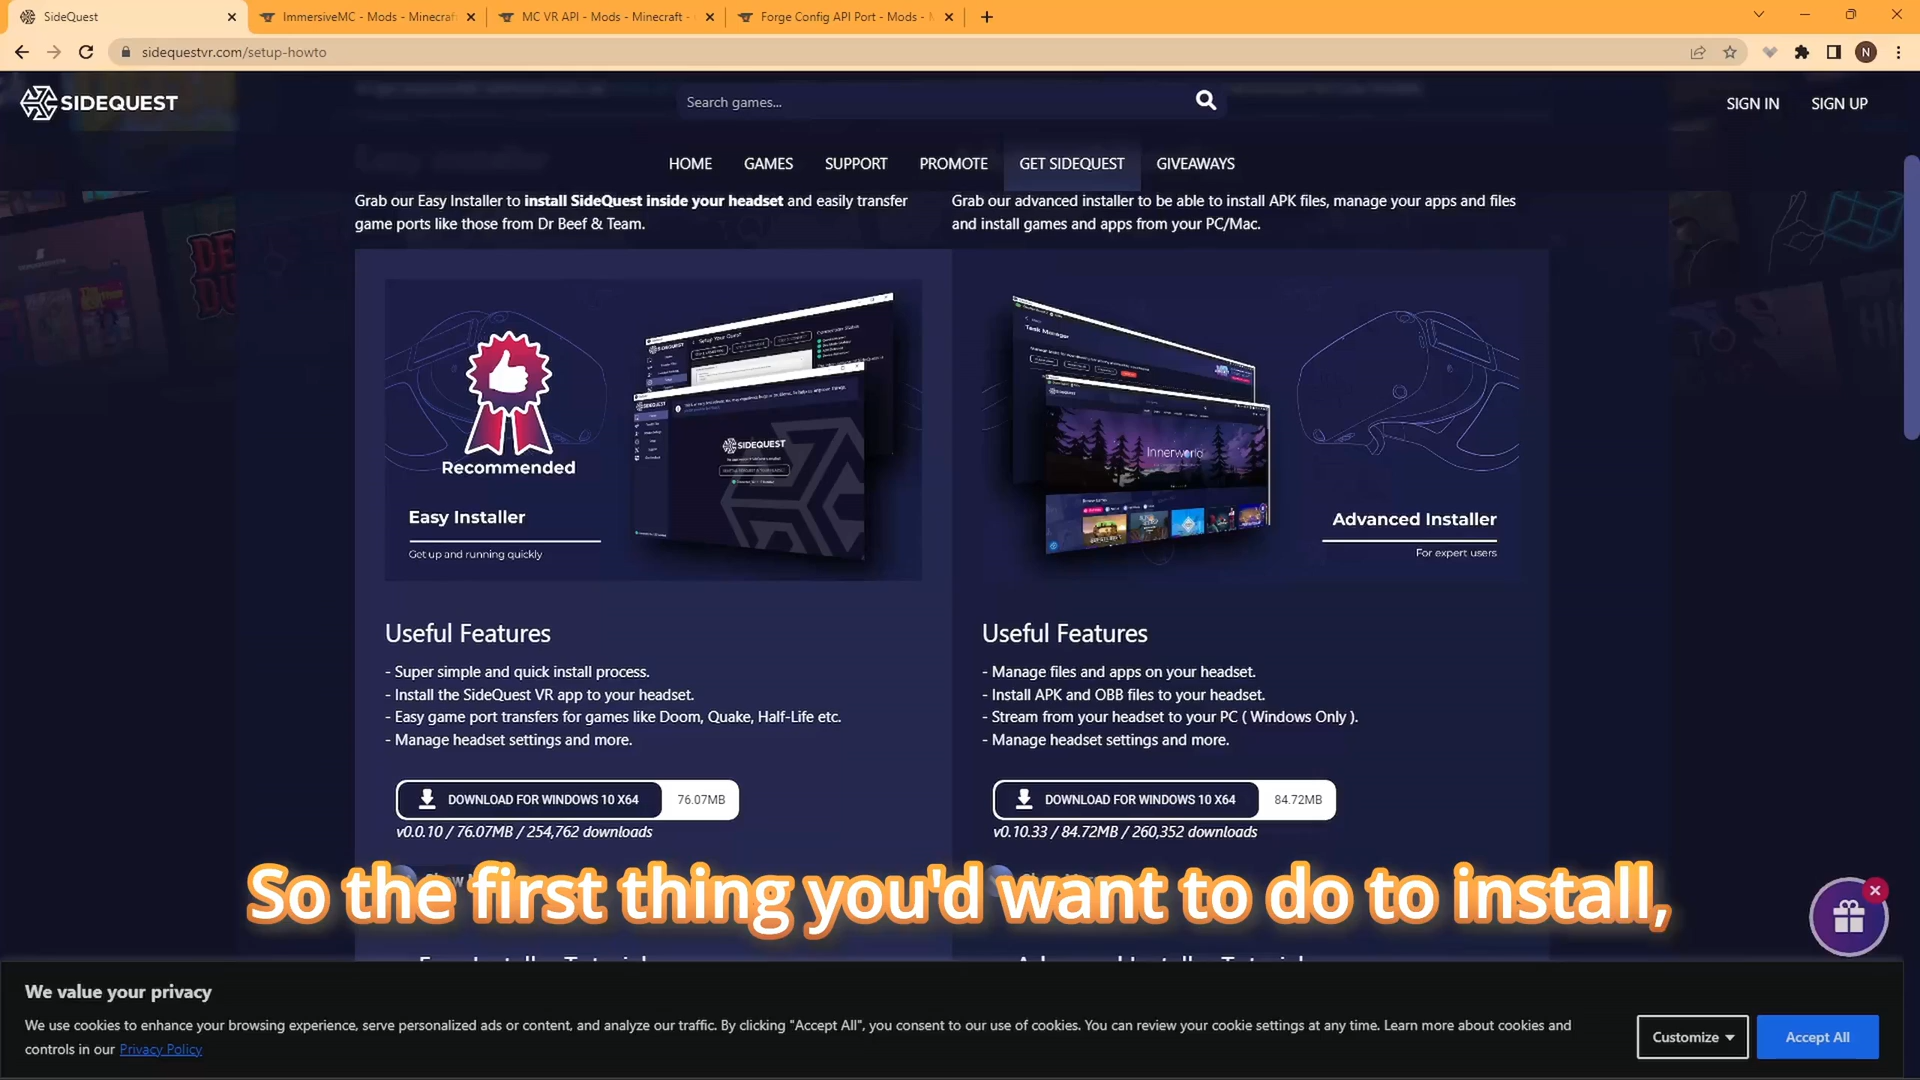 SideQuest
ImmersiveMC - Mods - Minecraf
MC VR API - Mods - Minecraft -
Forge Config API Port - Mods -
sidequestvr.com/setup-howto
N
SIDEQUEST
Search games...
SIGN IN
SIGN UP
HOME
GAMES
SUPPORT
PROMOTE
GET SIDEQUEST
GIVEAWAYS
Grab our Easy Installer to install SideQuest inside your headset and easily transfer
game ports like those from Dr Beef & Team.
Grab our advanced installer to be able to install APK files, manage your apps and files
and install games and apps from your PC/Mac.
Recommended
Easy Installer
Get up and running quickly
SIDEQUEST
Task Manager
Innerworld
Advanced Installer
For expert users
Useful Features
- Super simple and quick install process.
- Install the SideQuest VR app to your headset.
- Easy game port transfers for games like Doom, Quake, Half-Life etc.
- Manage headset settings and more.
DOWNLOAD FOR WINDOWS 10 X64
76.07MB
v0.0.10 / 76.07MB / 254,762 downloads
Useful Features
- Manage files and apps on your headset.
- Install APK and OBB files to your headset.
- Stream from your headset to your PC ( Windows Only ).
- Manage headset settings and more.
DOWNLOAD FOR WINDOWS 10 X64
84.72MB
v0.10.33 / 84.72MB / 260,352 downloads
So the first thing you'd want to do to install,
We value your privacy
We use cookies to enhance your browsing experience, serve personalized ads or content, and analyze our traffic. By clicking "Accept All", you consent to our use of cookies. You can review your cookie settings at any time. Learn more about cookies and
controls in our Privacy Policy
Customize
Accept All